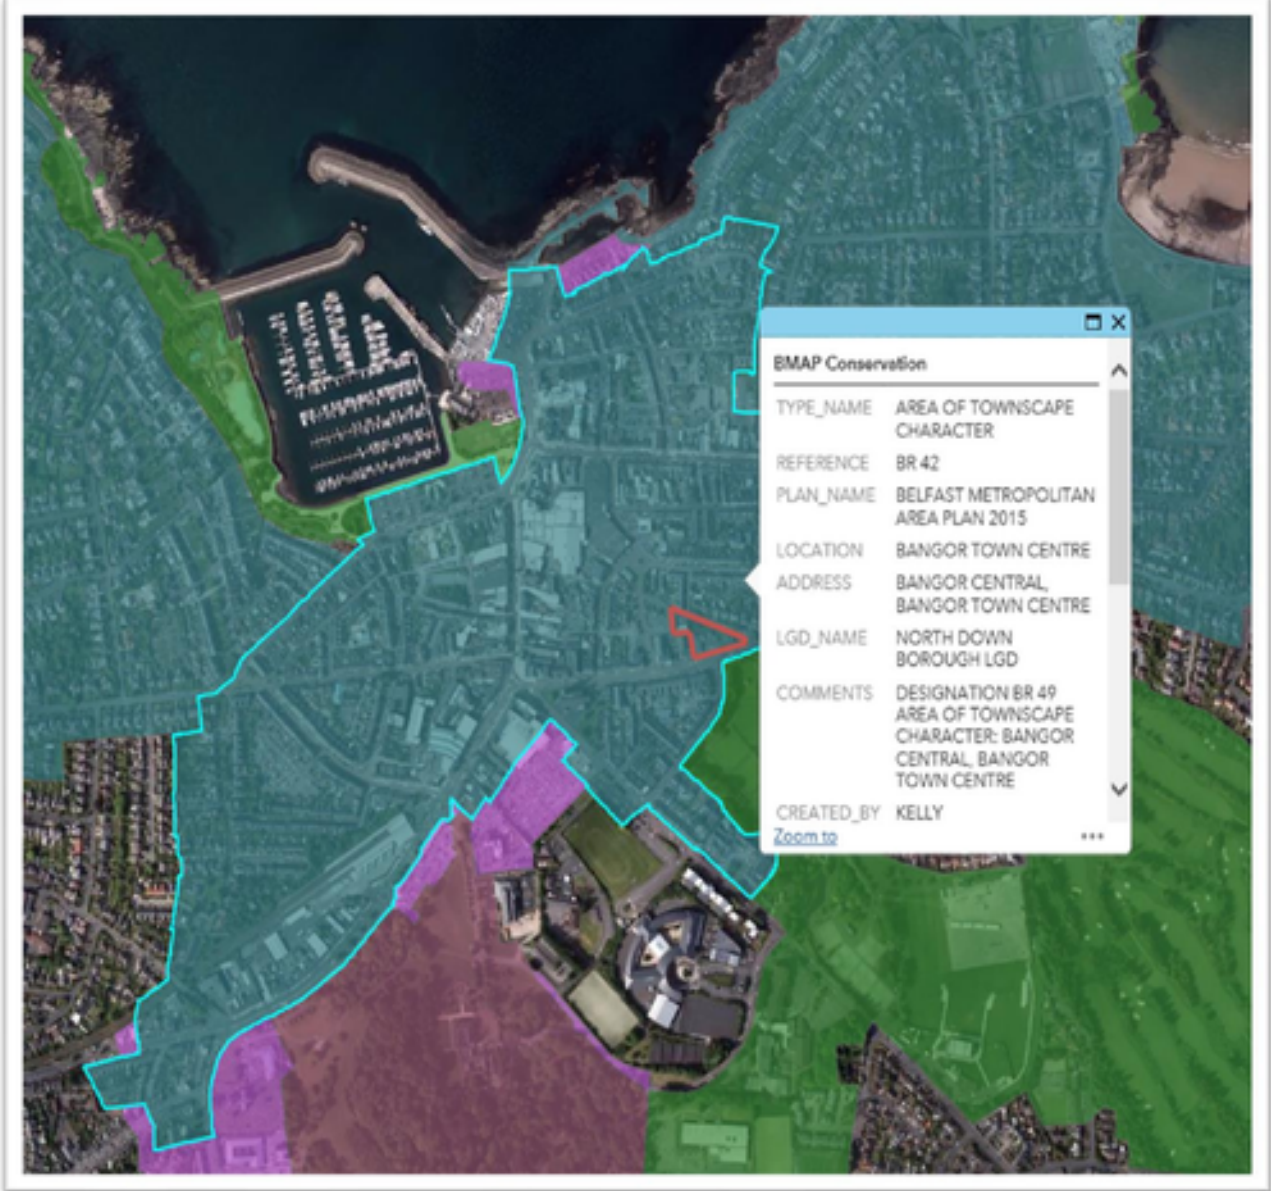 BMAP Conservation
TYPE_NAME AREA OF TOWNSCAPE
CHARACTER
REFERENCE BR 42
PLAN_NAME BELFAST METROPOLITAN
AREA PLAN 2015
LOCATION BANGOR TOWN CENTRE
ADDRESS BANGOR CENTRAL,
BANGOR TOWN CENTRE
LGD_NAME NORTH DOWN
BOROUGH LGD
COMMENTS DESIGNATION BR 49
AREA OF TOWNSCAPE
CHARACTER: BANGOR
CENTRAL, BANGOR
TOWN CENTRE
CREATED_BY KELLY
Zoom to